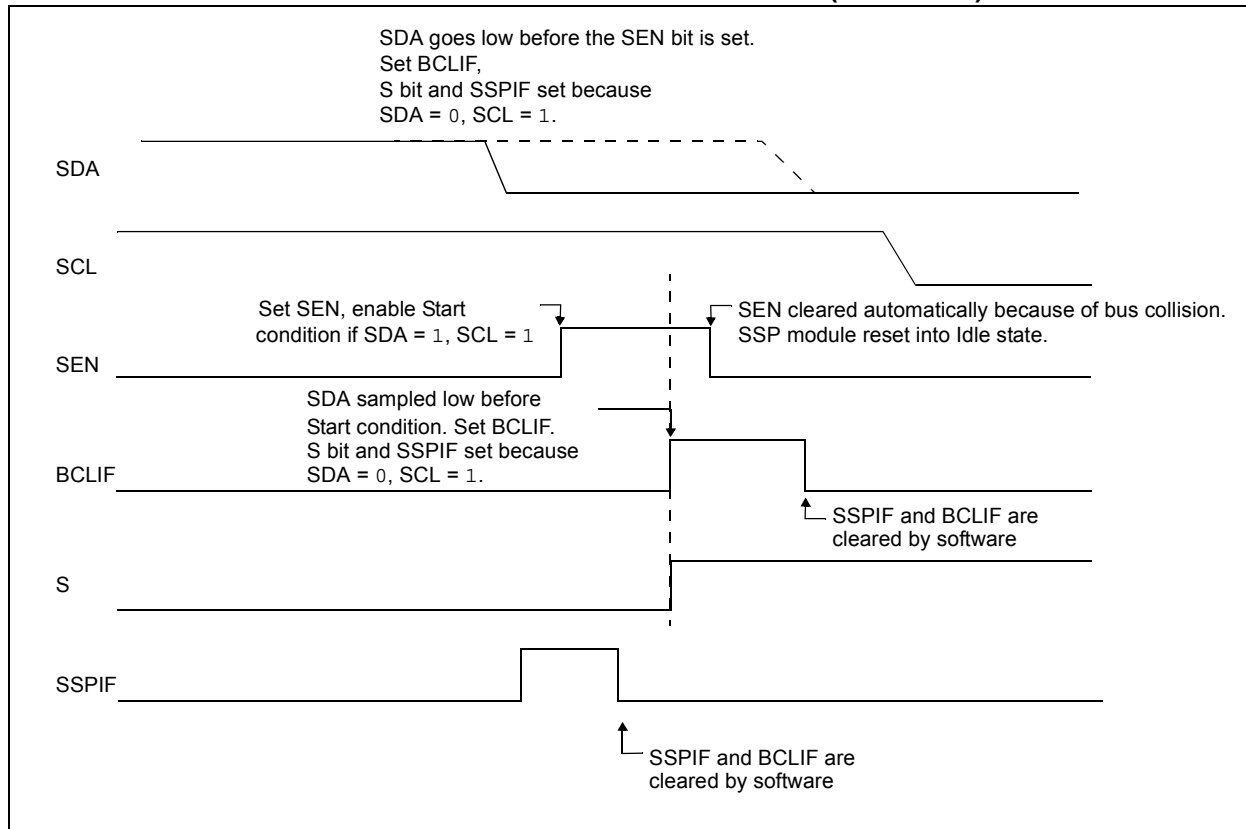 SDA goes low before the SEN bit is set.
Set BCLIF,
S bit and SSPIF set because
SDA = 0, SCL = 1.
SDA
SCL
Set SEN, enable Start
condition if SDA = 1, SCL = 1
SEN cleared automatically because of bus collision.
SSP module reset into Idle state.
SEN
SDA sampled low before
Start condition. Set BCLIF.
S bit and SSPIF set because
SDA = 0, SCL = 1.
BCLIF
SSPIF and BCLIF are
cleared by software
S
SSPIF
SSPIF and BCLIF are
cleared by software